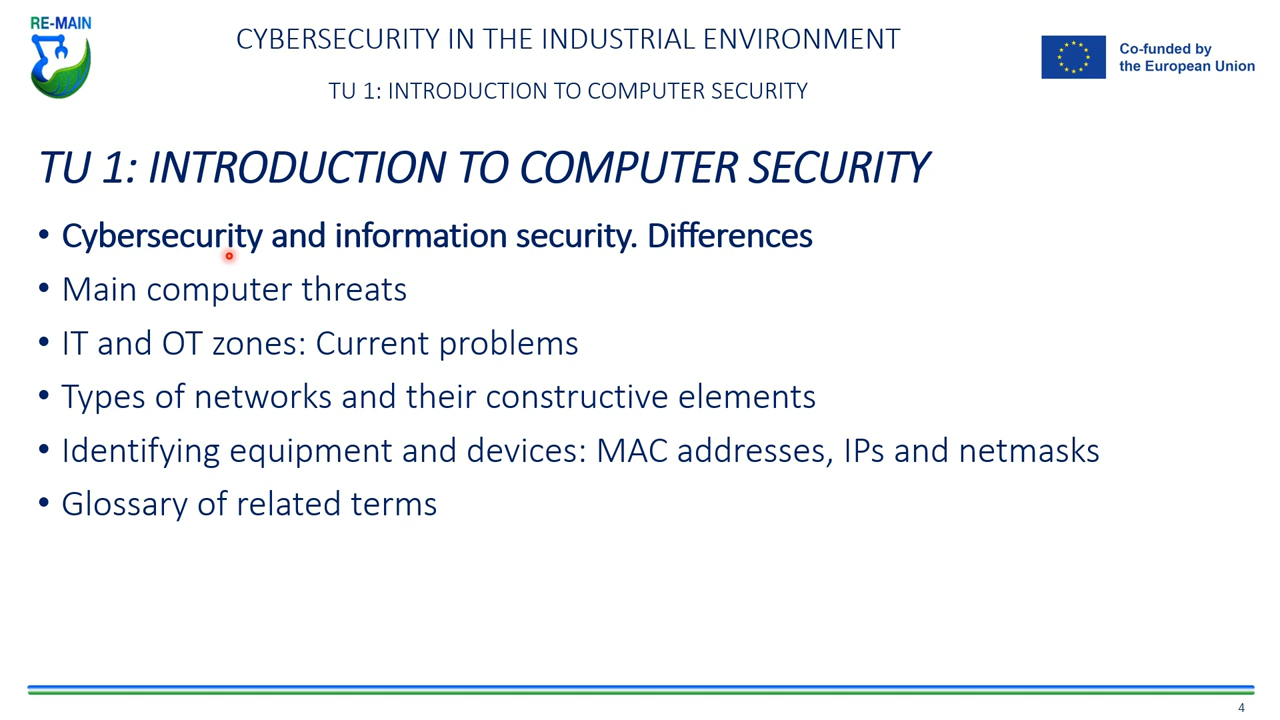 RE-MAIN
CYBERSECURITY IN THE INDUSTRIAL ENVIRONMENT
TU 1: INTRODUCTION TO COMPUTER SECURITY
Co-funded by
the European Union
TU 1: INTRODUCTION TO COMPUTER SECURITY
• Cybersecurity and information security. Differences
• Main computer threats
• IT and OT zones: Current problems
• Types of networks and their constructive elements
• Identifying equipment and devices: MAC addresses, IPs and netmasks
• Glossary of related terms
4